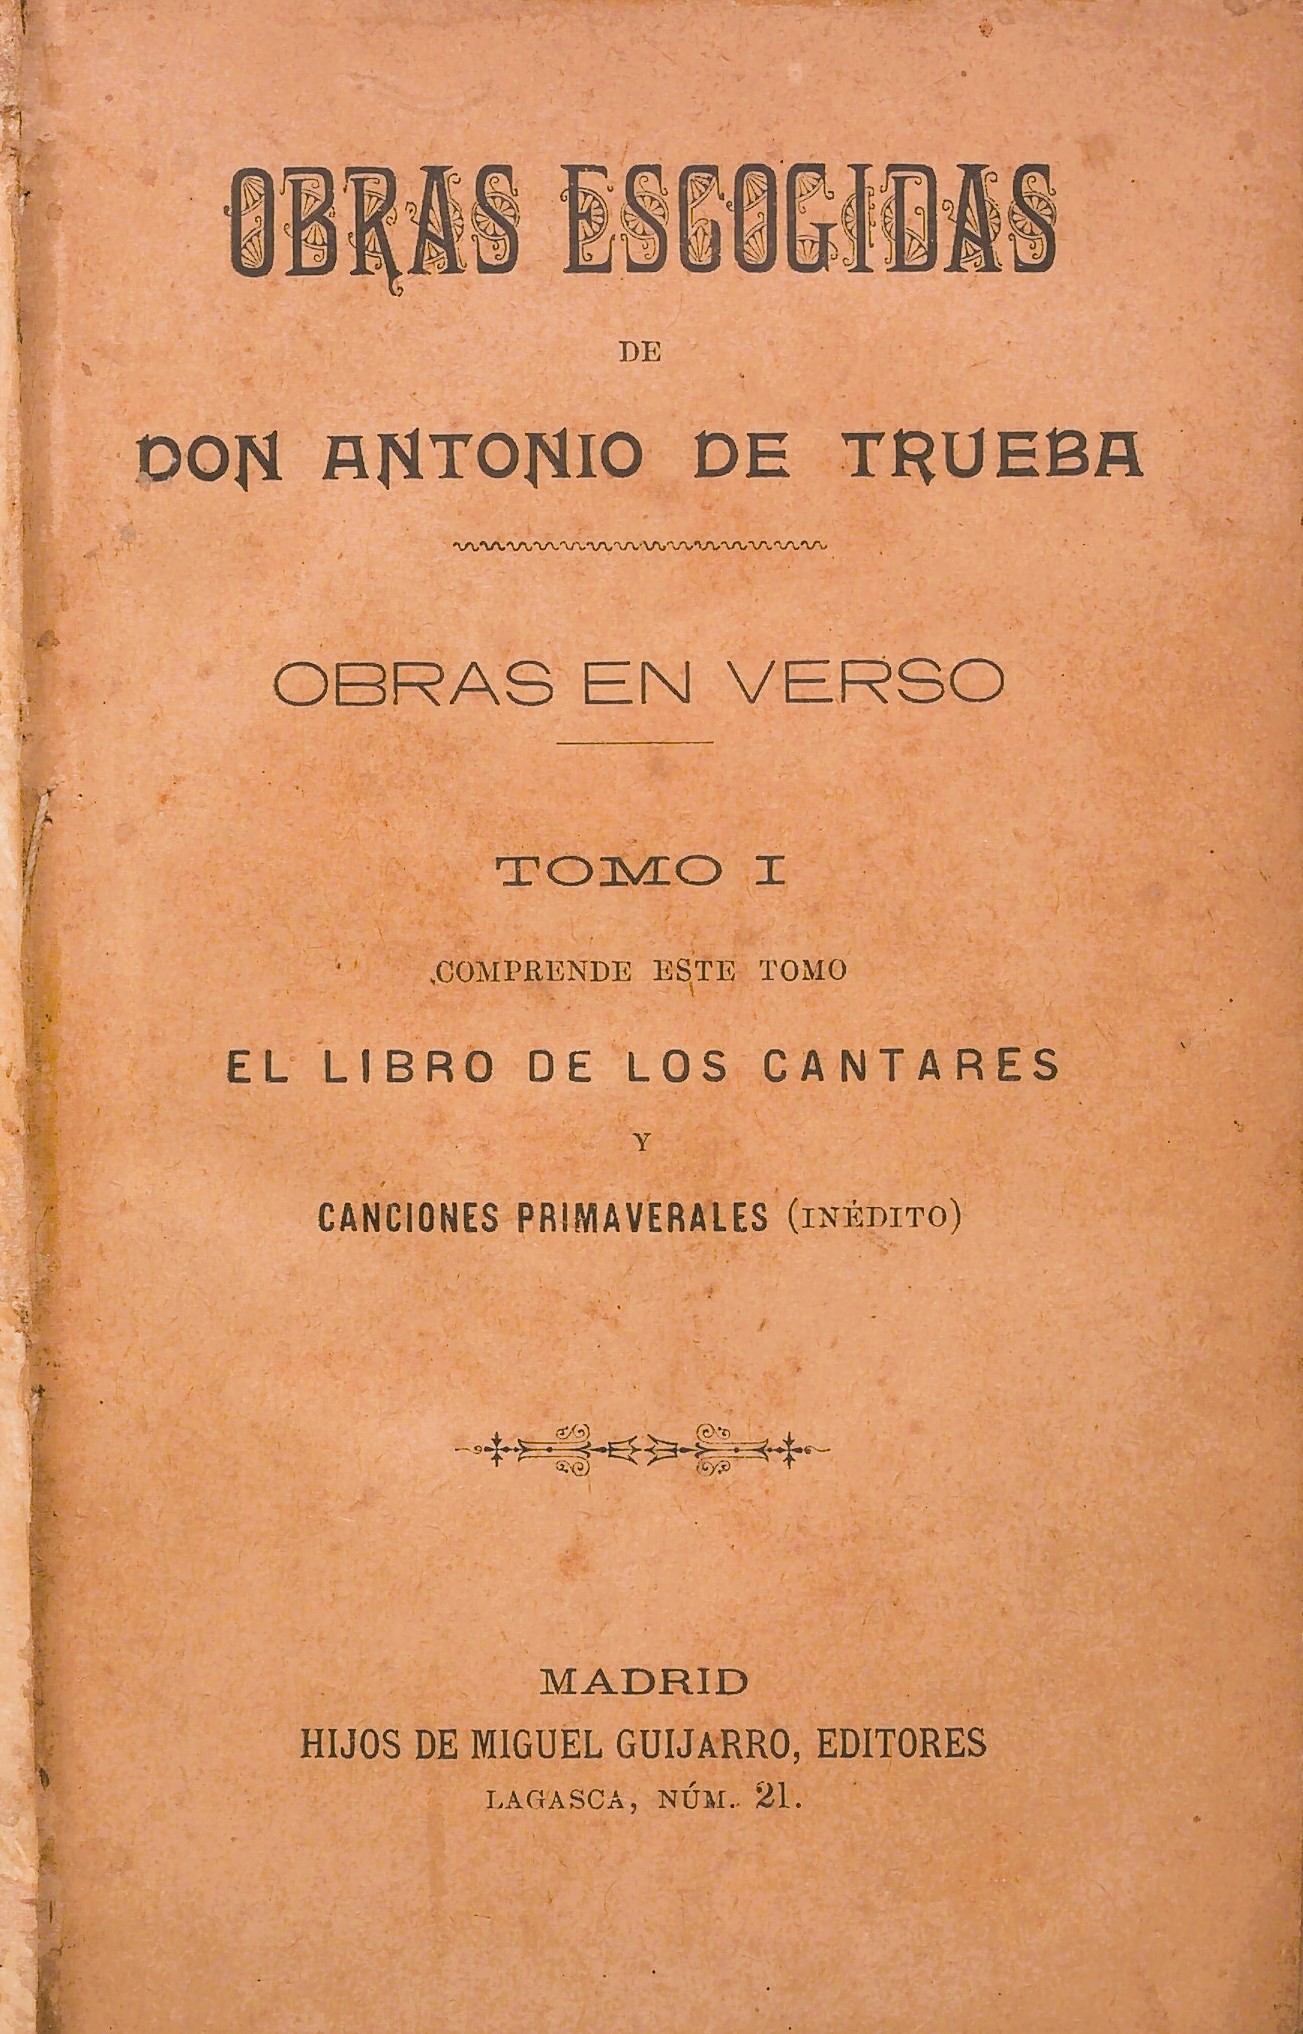 OBRAS ESCOGIDAS
DE
DON ANTONIO DE TRUEBA
OBRAS EN VERSO
TOMO I
COMPRENDE ESTE TOMO
EL LIBRO DE LOS CANTARES
Y
CANCIONES PRIMAVERALES (INÉDITO)
MADRID
HIJOS DE MIGUEL GUIJARRO, EDITORES
LAGASCA, NÚM. 21.